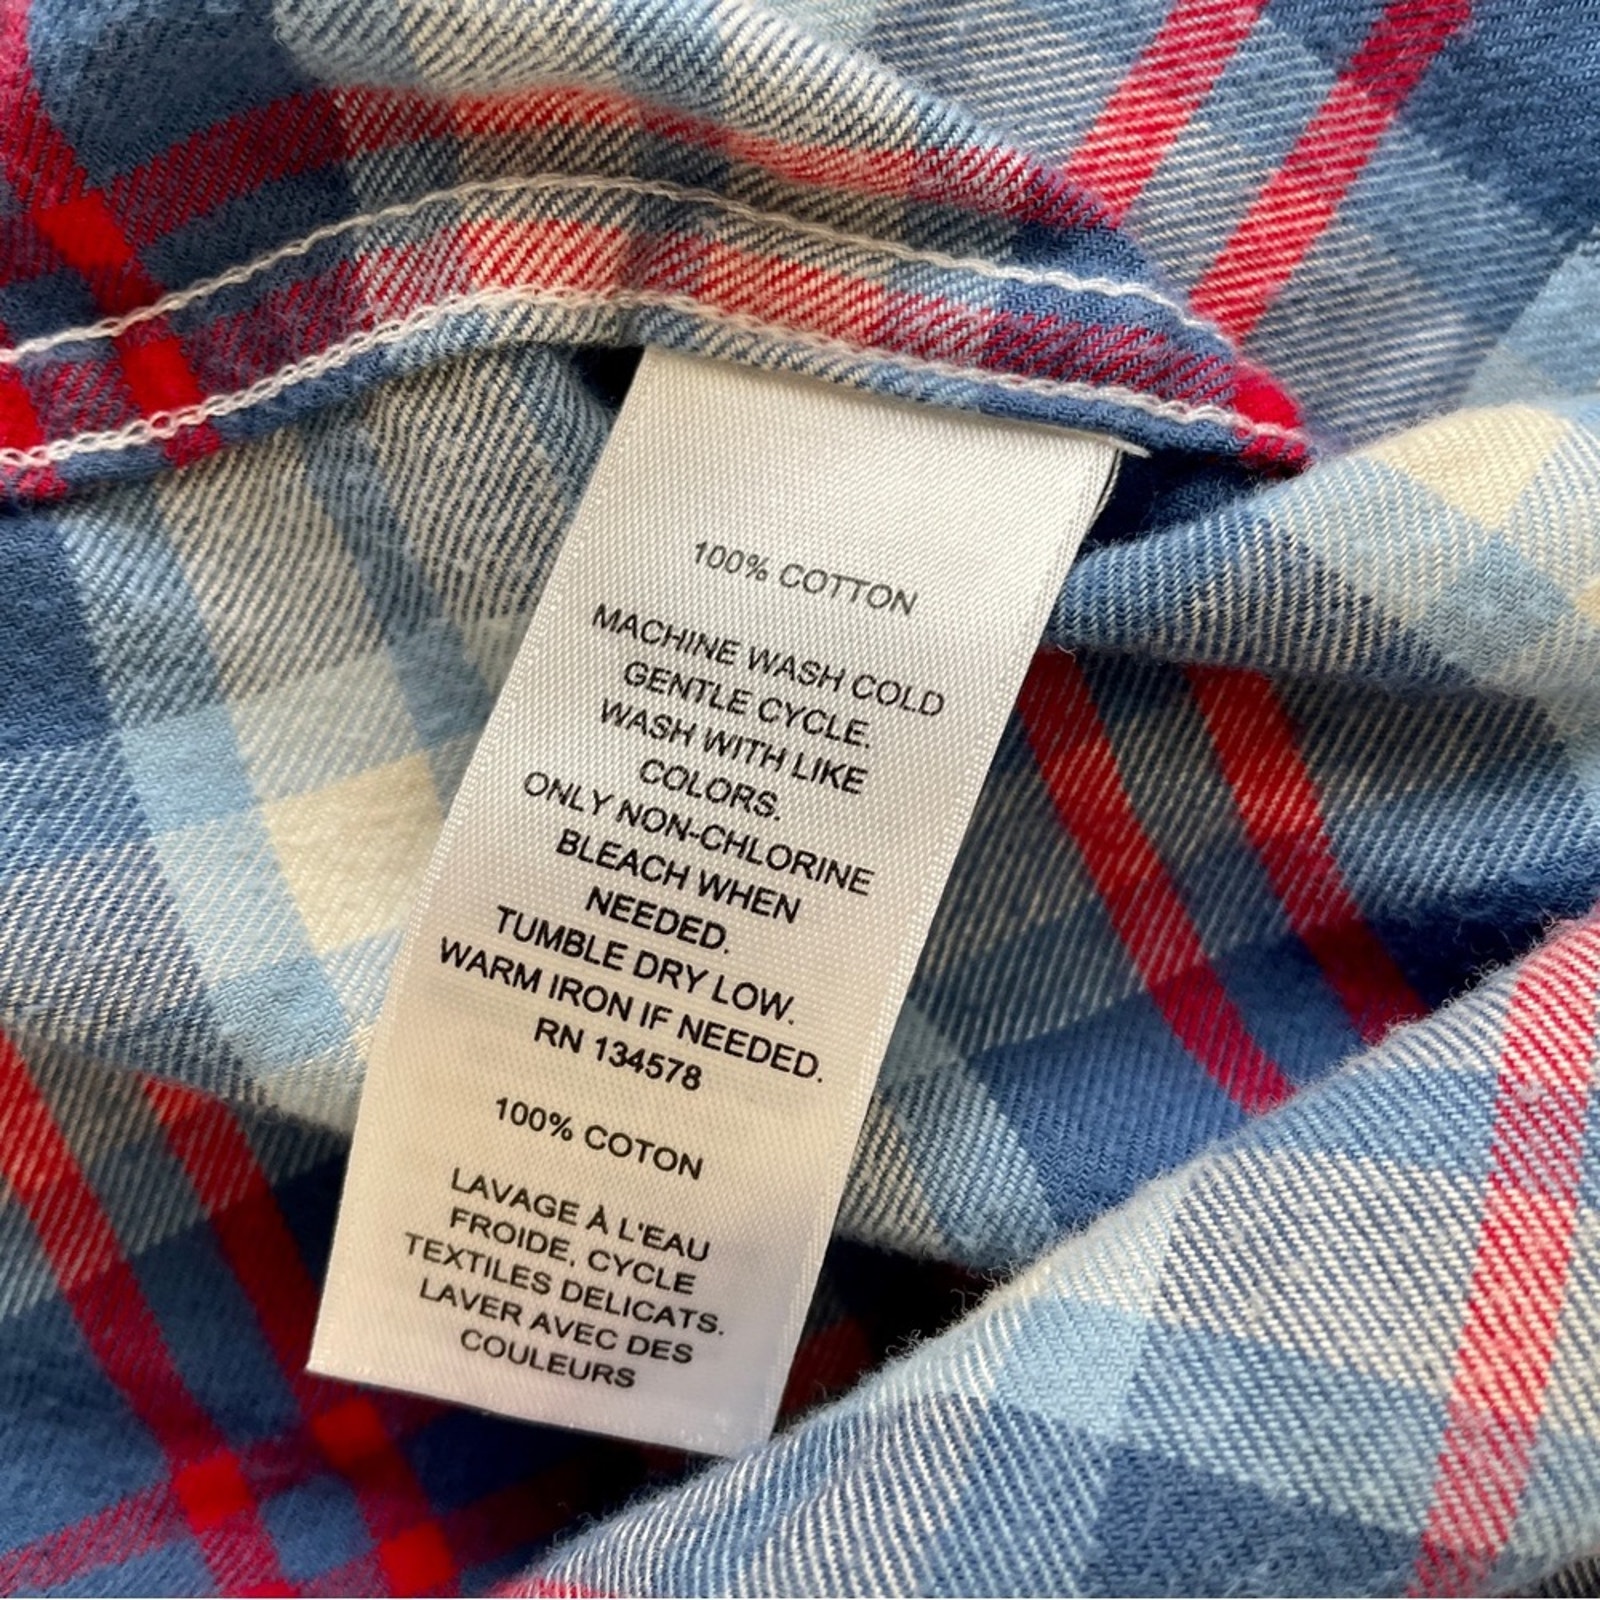 100% COTTON
MACHINE WASH COLD
GENTLE CYCLE.
WASH WITH LIKE
COLORS.
ONLY NON-CHLORINE
BLEACH WHEN
NEEDED.
TUMBLE DRY LOW.
WARM IRON IF NEEDED.
RN 134578
100% COTON
LAVAGE À L'EAU
FROIDE, CYCLE
TEXTILES DELICATS.
LAVER AVEC DES
COULEURS